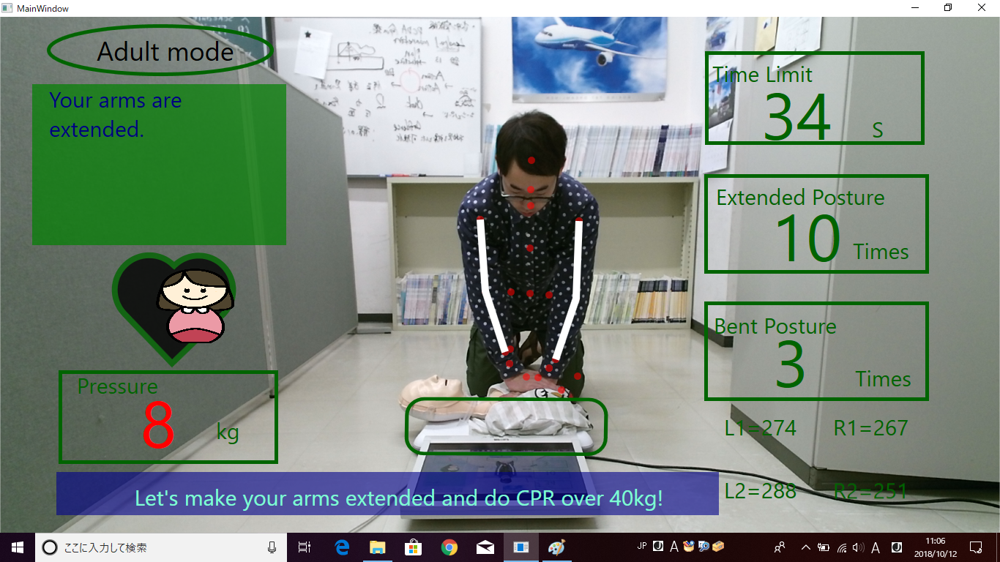 MainWindow
Adult mode
Your arms are
extended.
Pressure
8 kg
Let's make your arms extended and do CPR over 40kg!
Time Limit
34 S
Extended Posture
10 Times
Bent Posture
3 Times
L1=274 R1=267
L2=288 R2=251
ここに入力して検索
JP
A
A
11:06
2018/10/12